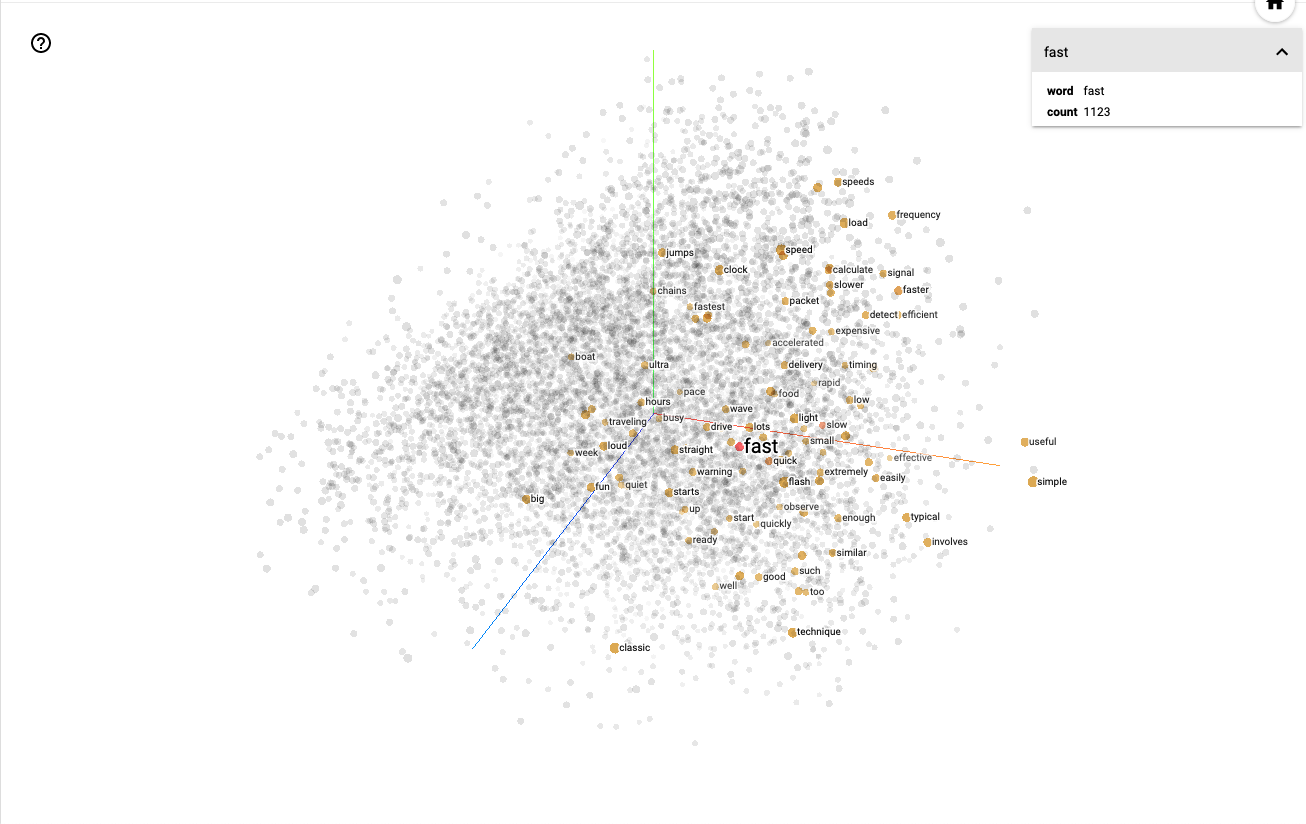 ?
fast
word fast
count 1123
speeds
frequency
load
speed
jumps
clock
calculate
signal
slower
faster
chains
packet
fastest
detect
efficient
expensive
accelerated
boat
ultra
delivery
timing
rapid
pace
food
hours
low
wave
busy
light
traveling
drive
lots
slow
small
useful
loud
fast
straight
week
quick
effective
warning
extremely
easily
flash
simple
fun
quiet
starts
big
observe
up
start
enough
typical
quickly
ready
involves
similar
such
good
well
too
technique
classic